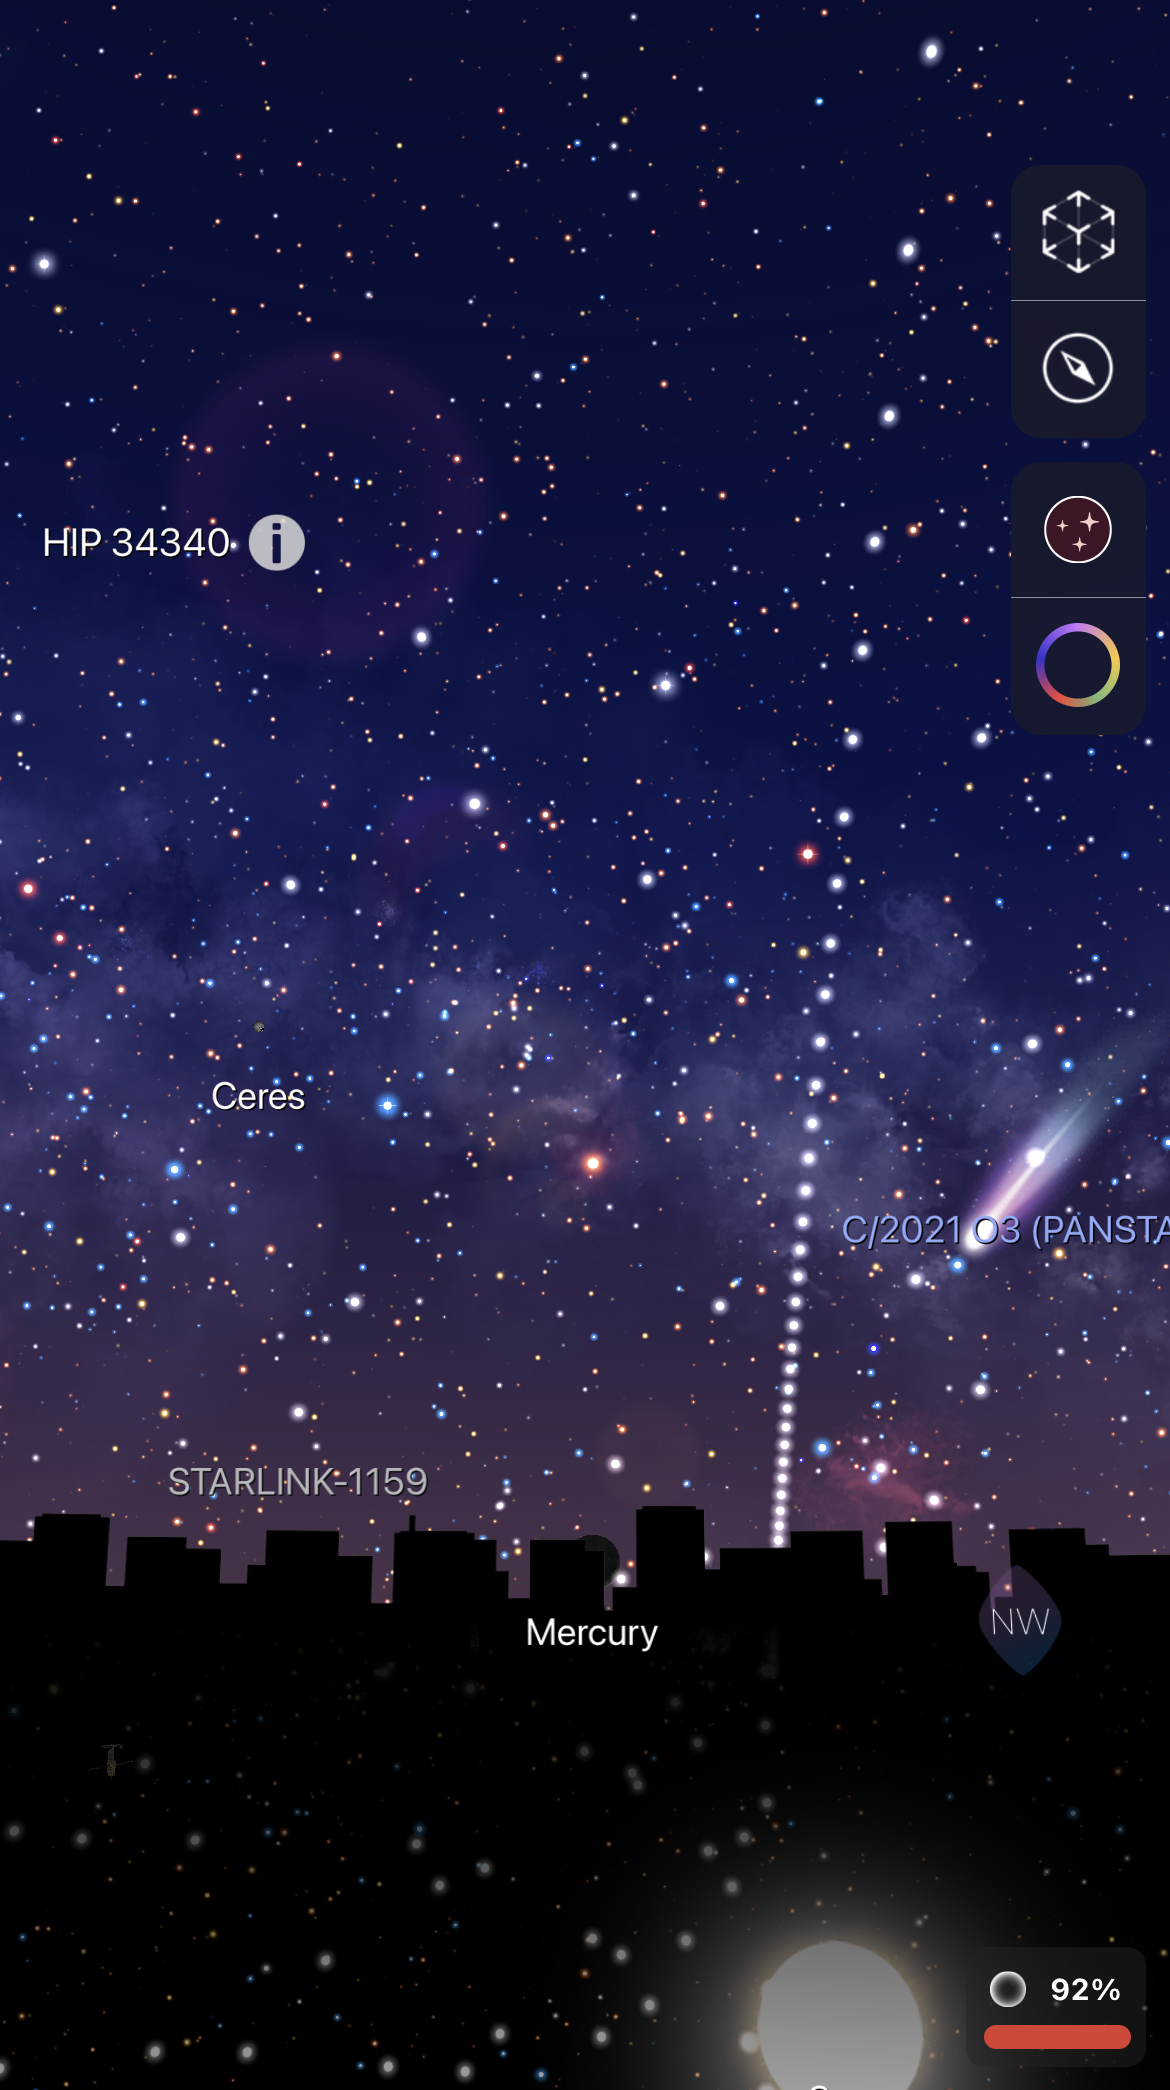 HIP 34340
i
Ceres
C/2021 O3 (PANSTA
STARLINK-1159
Mercury
NW
92%